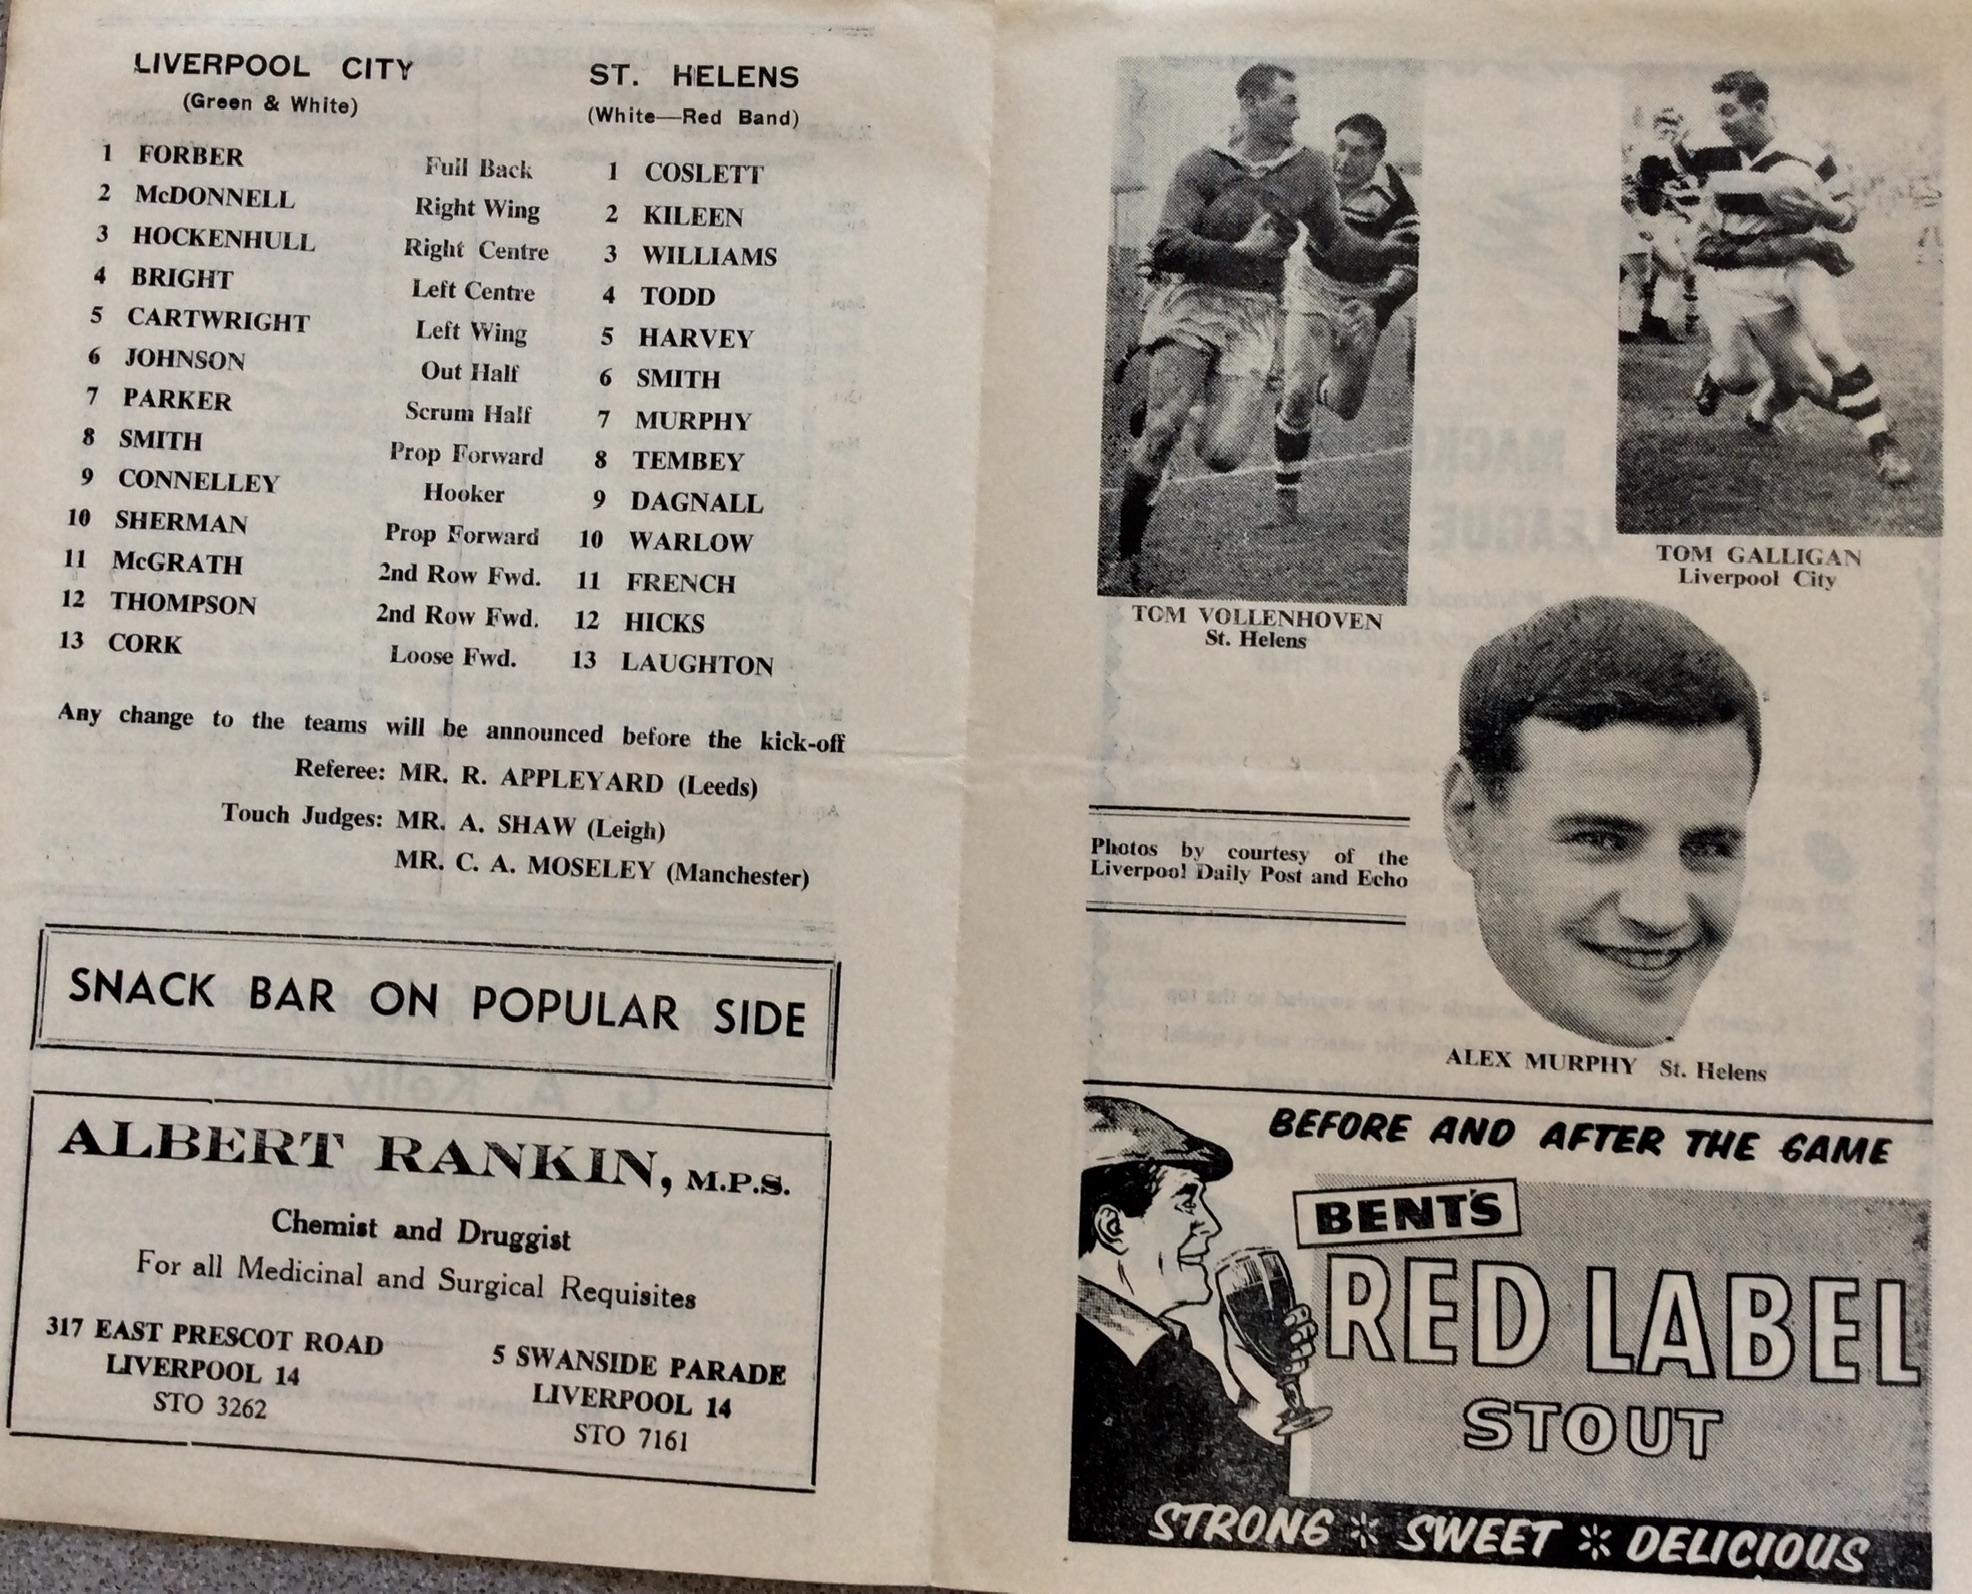 LIVERPOOL CITY
(Green & White)
ST. HELENS
(White—Red Band)
1 FORBER Full Back 1 COSLETT
2 McDONNELL Right Wing 2 KILEEN
3 HOCKENHULL Right Centre 3 WILLIAMS
4 BRIGHT Left Centre 4 TODD
5 CARTWRIGHT Left Wing 5 HARVEY
6 JOHNSON Out Half 6 SMITH
7 PARKER Scrum Half 7 MURPHY
8 SMITH Prop Forward 8 TEMBEY
9 CONNELLEY Hooker 9 DAGNALL
10 SHERMAN Prop Forward 10 WARLOW
11 McGRATH 2nd Row Fwd. 11 FRENCH
12 THOMPSON 2nd Row Fwd. 12 HICKS
13 CORK Loose Fwd. 13 LAUGHTON
Any change to the teams will be announced before the kick-off
Referee: MR. R. APPLEYARD (Leeds)
Touch Judges: MR. A. SHAW (Leigh)
MR. C. A. MOSELEY (Manchester)
SNACK BAR ON POPULAR SIDE
ALBERT RANKIN, M.P.S.
Chemist and Druggist
For all Medicinal and Surgical Requisites
317 EAST PRESCOT ROAD
LIVERPOOL 14
STO 3262
5 SWANSIDE PARADE
LIVERPOOL 14
STO 7161
TOM VOLLENHOVEN
St. Helens
TOM GALLIGAN
Liverpool City
Photos by courtesy of the
Liverpool Daily Post and Echo
ALEX MURPHY St. Helens
BEFORE AND AFTER THE GAME
BENT'S
RED LABEL
STOUT
STRONG * SWEET * DELICIOUS